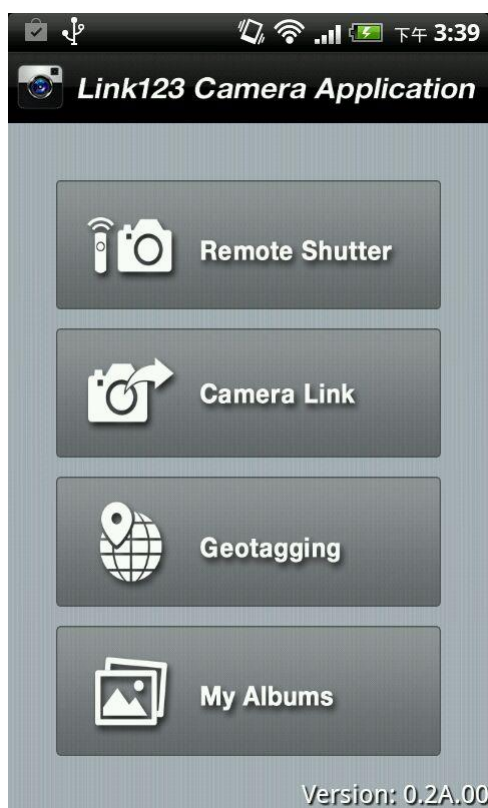 下午 3:39
Link123 Camera Application
Remote Shutter
Camera Link
Geotagging
My Albums
Version: 0.2A.00